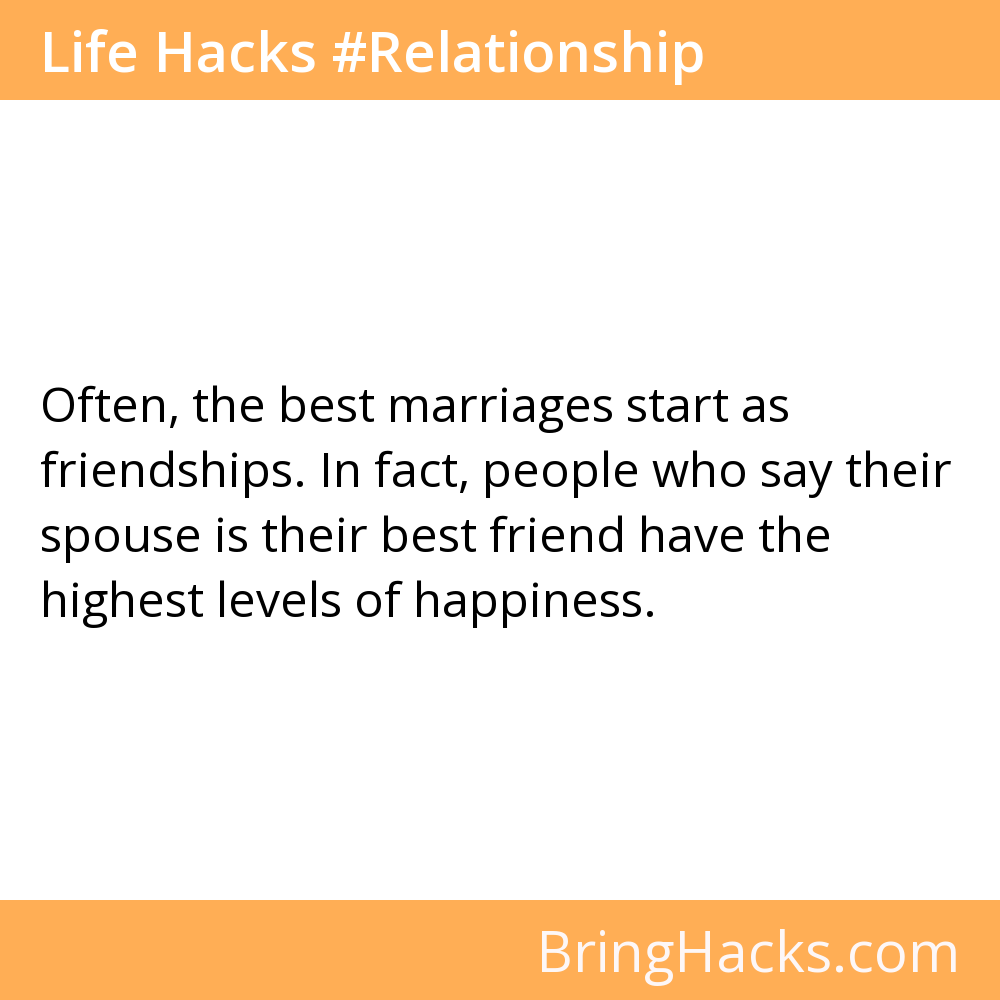 Life Hacks #Relationship
Often, the best marriages start as
friendships. In fact, people who say their
spouse is their best friend have the
highest levels of happiness.
BringHacks.com